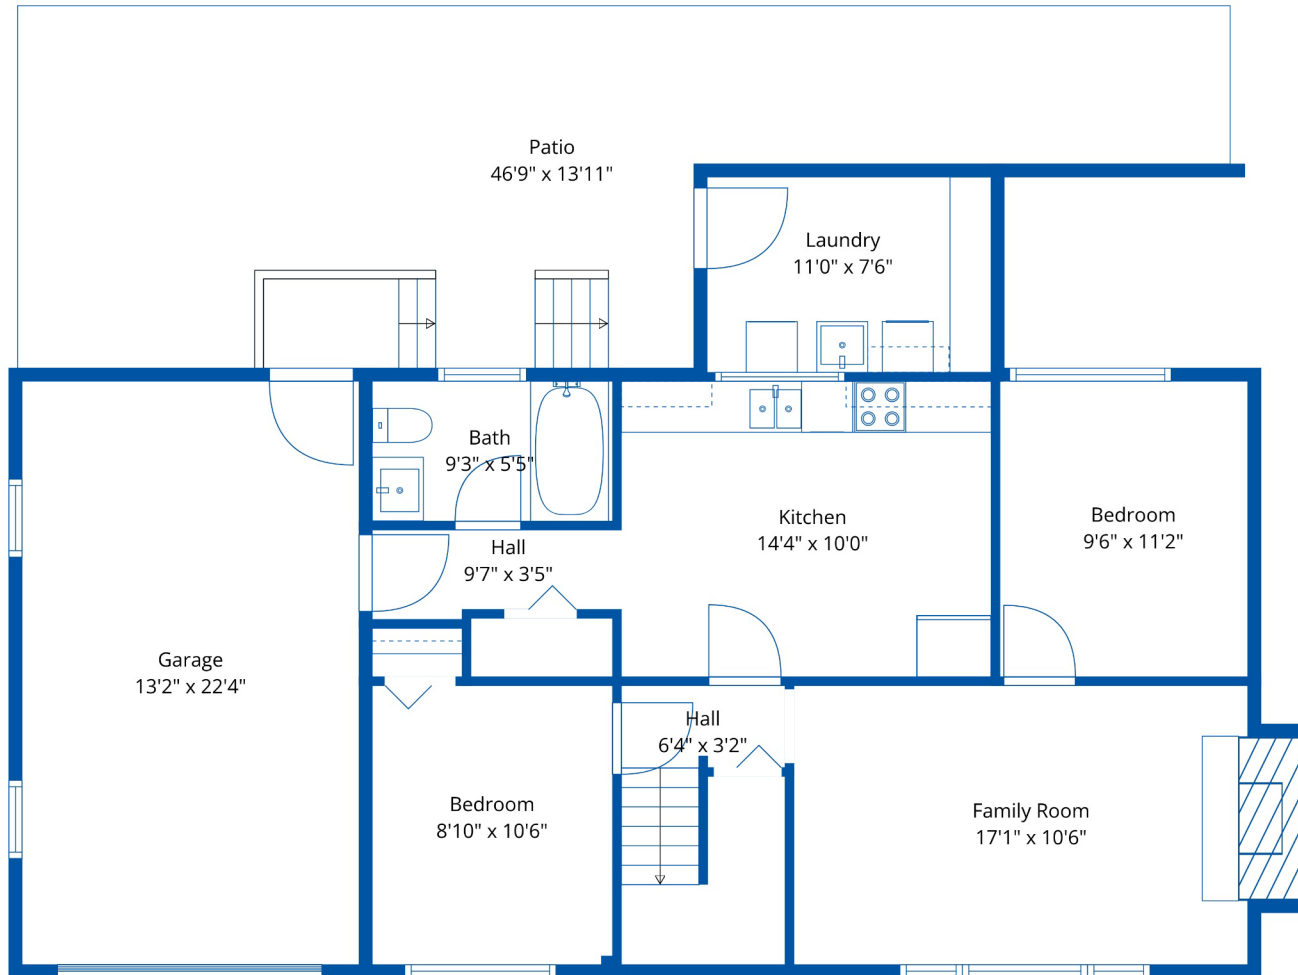 Patio
46'9" x 13'11"
Laundry
11'0" x 7'6"
Bath
9'3" x 5'5"
Kitchen
14'4" x 10'0"
Bedroom
9'6" x 11'2"
Hall
9'7" x 3'5"
Garage
13'2" x 22'4"
Hall
6'4" x 3'2"
Bedroom
8'10" x 10'6"
Family Room
17'1" x 10'6"